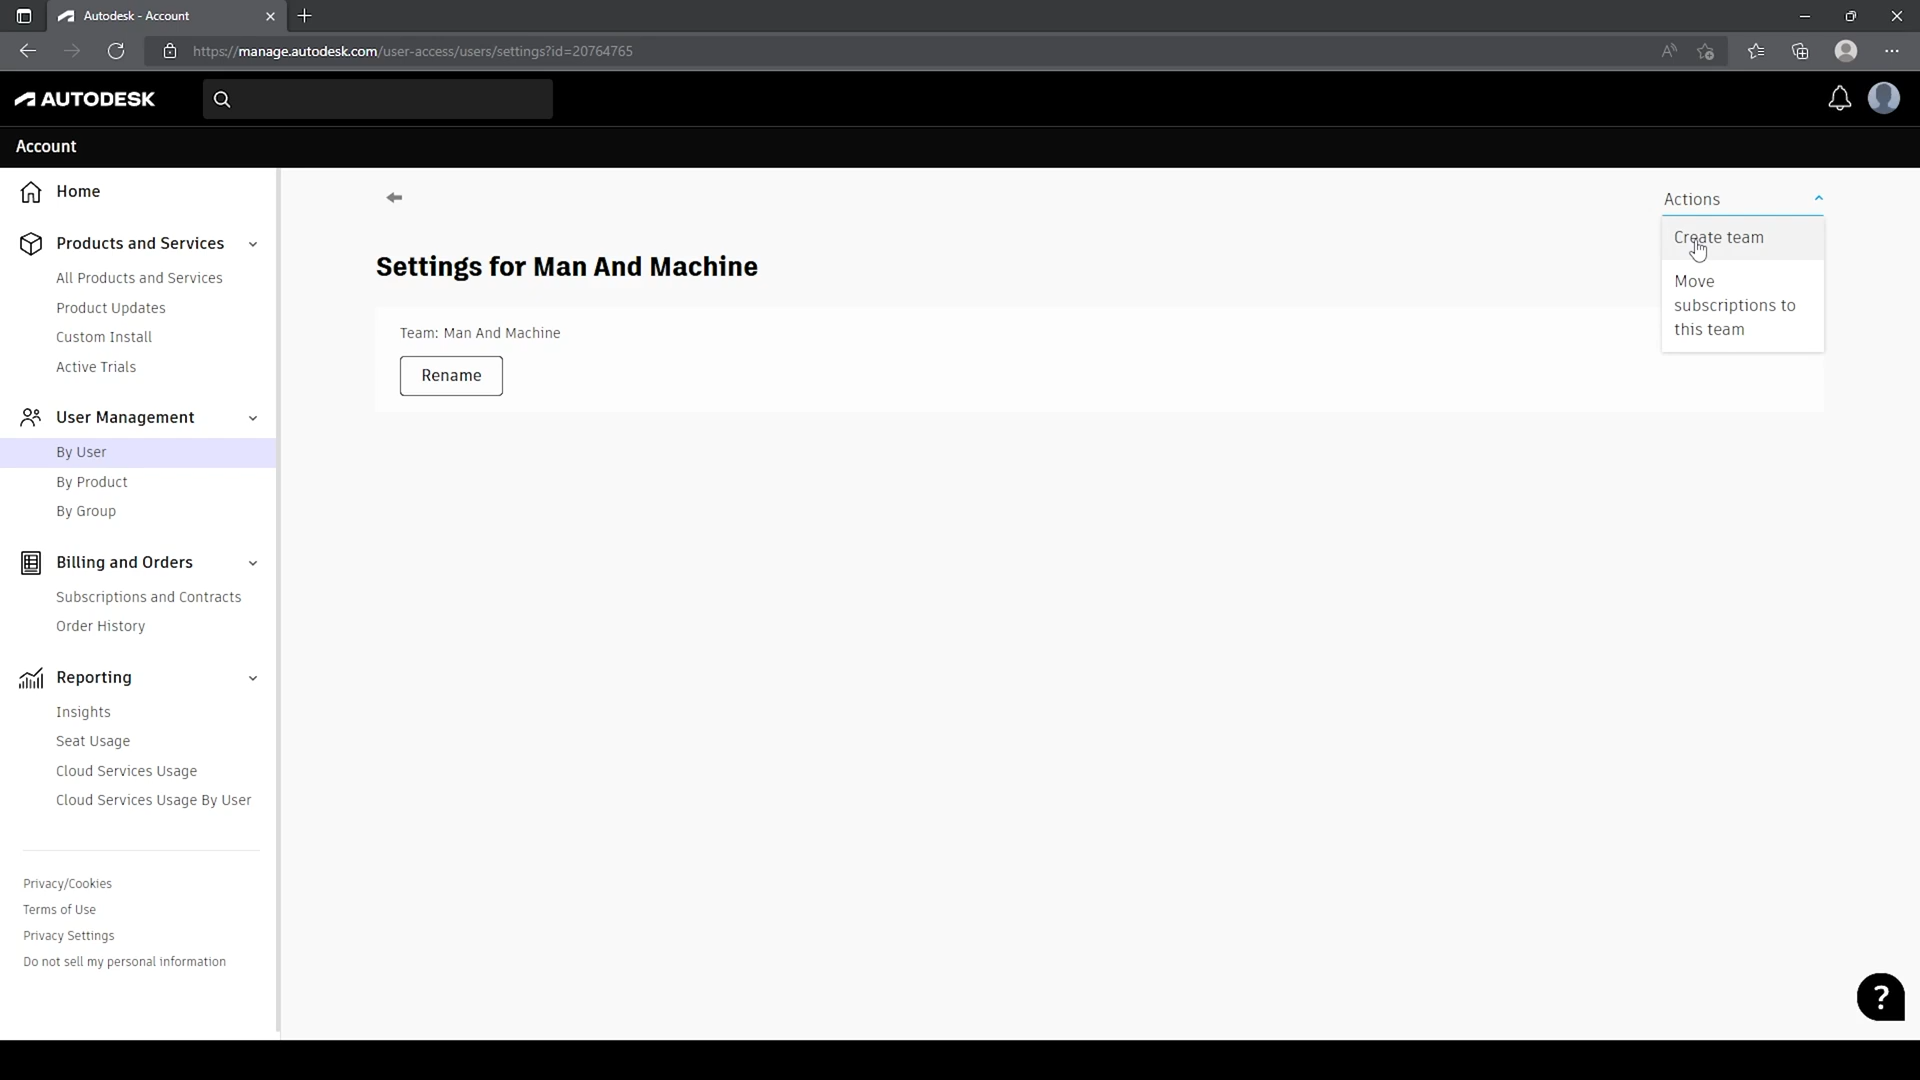 Autodesk - Account
https://manage.autodesk.com/user-access/users/settings?id=20764765
AUTODESK
Account
Home
Products and Services
All Products and Services
Product Updates
Custom Install
Active Trials
User Management
By User
By Product
By Group
Billing and Orders
Subscriptions and Contracts
Order History
Reporting
Insights
Seat Usage
Cloud Services Usage
Cloud Services Usage By User
Privacy/Cookies
Terms of Use
Privacy Settings
Do not sell my personal information
Actions
Create team
Move
subscriptions to
this team
Settings for Man And Machine
Team: Man And Machine
Rename
?